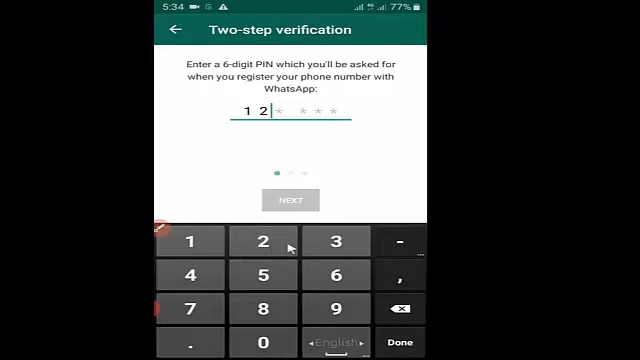 5:34 77%
Two-step verification
Enter a 6-digit PIN which you'll be asked for
when you register your phone number with
WhatsApp:
1 2 * * * *
NEXT
1 2 3 -
4 5 6 ,
7 8 9
. 0 English Done